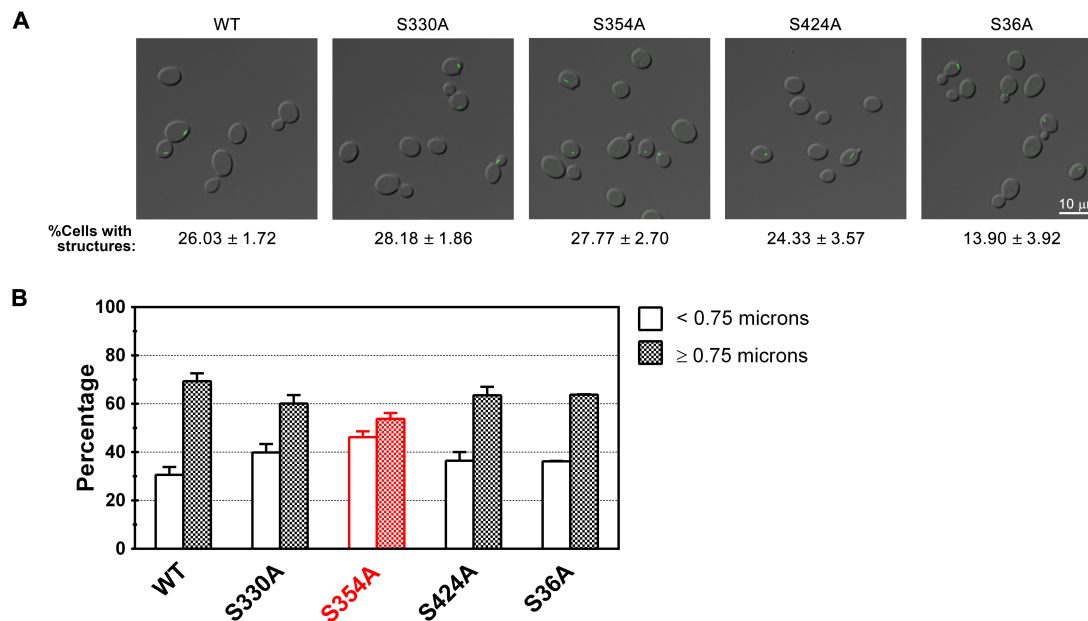 A
WT S330A S354A S424A S36A
10 μm
%Cells with
structures:
26.03 ± 1.72 28.18 ± 1.86 27.77 ± 2.70 24.33 ± 3.57 13.90 ± 3.92
B
Percentage
100
80
60
40
20
0
< 0.75 microns
≥ 0.75 microns
WT S330A S354A S424A S36A